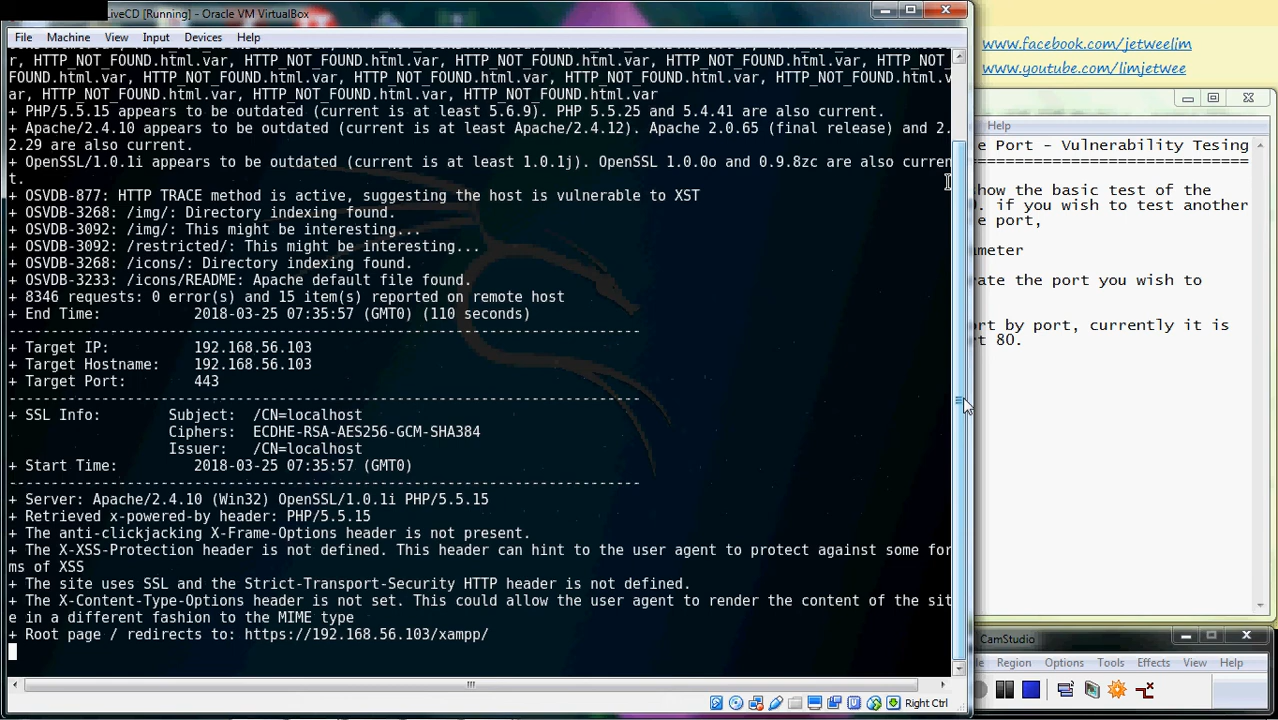 LiveCD [Running] - Oracle VM VirtualBox
File Machine View Input Devices Help
r, HTTP_NOT_FOUND.html.var, HTTP_NOT_FOUND.html.var, HTTP_NOT_FOUND.html.var, HTTP_NOT_
FOUND.html.var, HTTP_NOT_FOUND.html.var, HTTP_NOT_FOUND.html.var, HTTP_NOT_FOUND.html.v
ar, HTTP_NOT_FOUND.html.var, HTTP_NOT_FOUND.html.var
+ PHP/5.5.15 appears to be outdated (current is at least 5.6.9). PHP 5.5.25 and 5.4.41 are also current.
+ Apache/2.4.10 appears to be outdated (current is at least Apache/2.4.12). Apache 2.0.65 (final release) and 2.
2.29 are also current.
+ OpenSSL/1.0.1i appears to be outdated (current is at least 1.0.1j). OpenSSL 1.0.0o and 0.9.8zc are also curren
t.
+ OSVDB-877: HTTP TRACE method is active, suggesting the host is vulnerable to XST
+ OSVDB-3268: /img/: Directory indexing found.
+ OSVDB-3092: /img/: This might be interesting...
+ OSVDB-3092: /restricted/: This might be interesting...
+ OSVDB-3268: /icons/: Directory indexing found.
+ OSVDB-3233: /icons/README: Apache default file found.
+ 8346 requests: 0 error(s) and 15 item(s) reported on remote host
+ End Time: 2018-03-25 07:35:57 (GMT0) (110 seconds)
---------------------------------------------------------------------------
+ Target IP: 192.168.56.103
+ Target Hostname: 192.168.56.103
+ Target Port: 443
---------------------------------------------------------------------------
+ SSL Info: Subject: /CN=localhost
Ciphers: ECDHE-RSA-AES256-GCM-SHA384
Issuer: /CN=localhost
+ Start Time: 2018-03-25 07:35:57 (GMT0)
---------------------------------------------------------------------------
+ Server: Apache/2.4.10 (Win32) OpenSSL/1.0.1i PHP/5.5.15
+ Retrieved x-powered-by header: PHP/5.5.15
+ The anti-clickjacking X-Frame-Options header is not present.
+ The X-XSS-Protection header is not defined. This header can hint to the user agent to protect against some for
ms of XSS
+ The site uses SSL and the Strict-Transport-Security HTTP header is not defined.
+ The X-Content-Type-Options header is not set. This could allow the user agent to render the content of the sit
e in a different fashion to the MIME type
+ Root page / redirects to: https://192.168.56.103/xampp/
Right Ctrl
www.facebook.com/jetweelim
www.youtube.com/limjetwee
Help
e Port - Vulnerability Tesing
=============================
show the basic test of the
. if you wish to test another
e port,
ameter
rate the port you wish to
ort by port, currently it is
rt 80.
CamStudio
le Region Options Tools Effects View Help